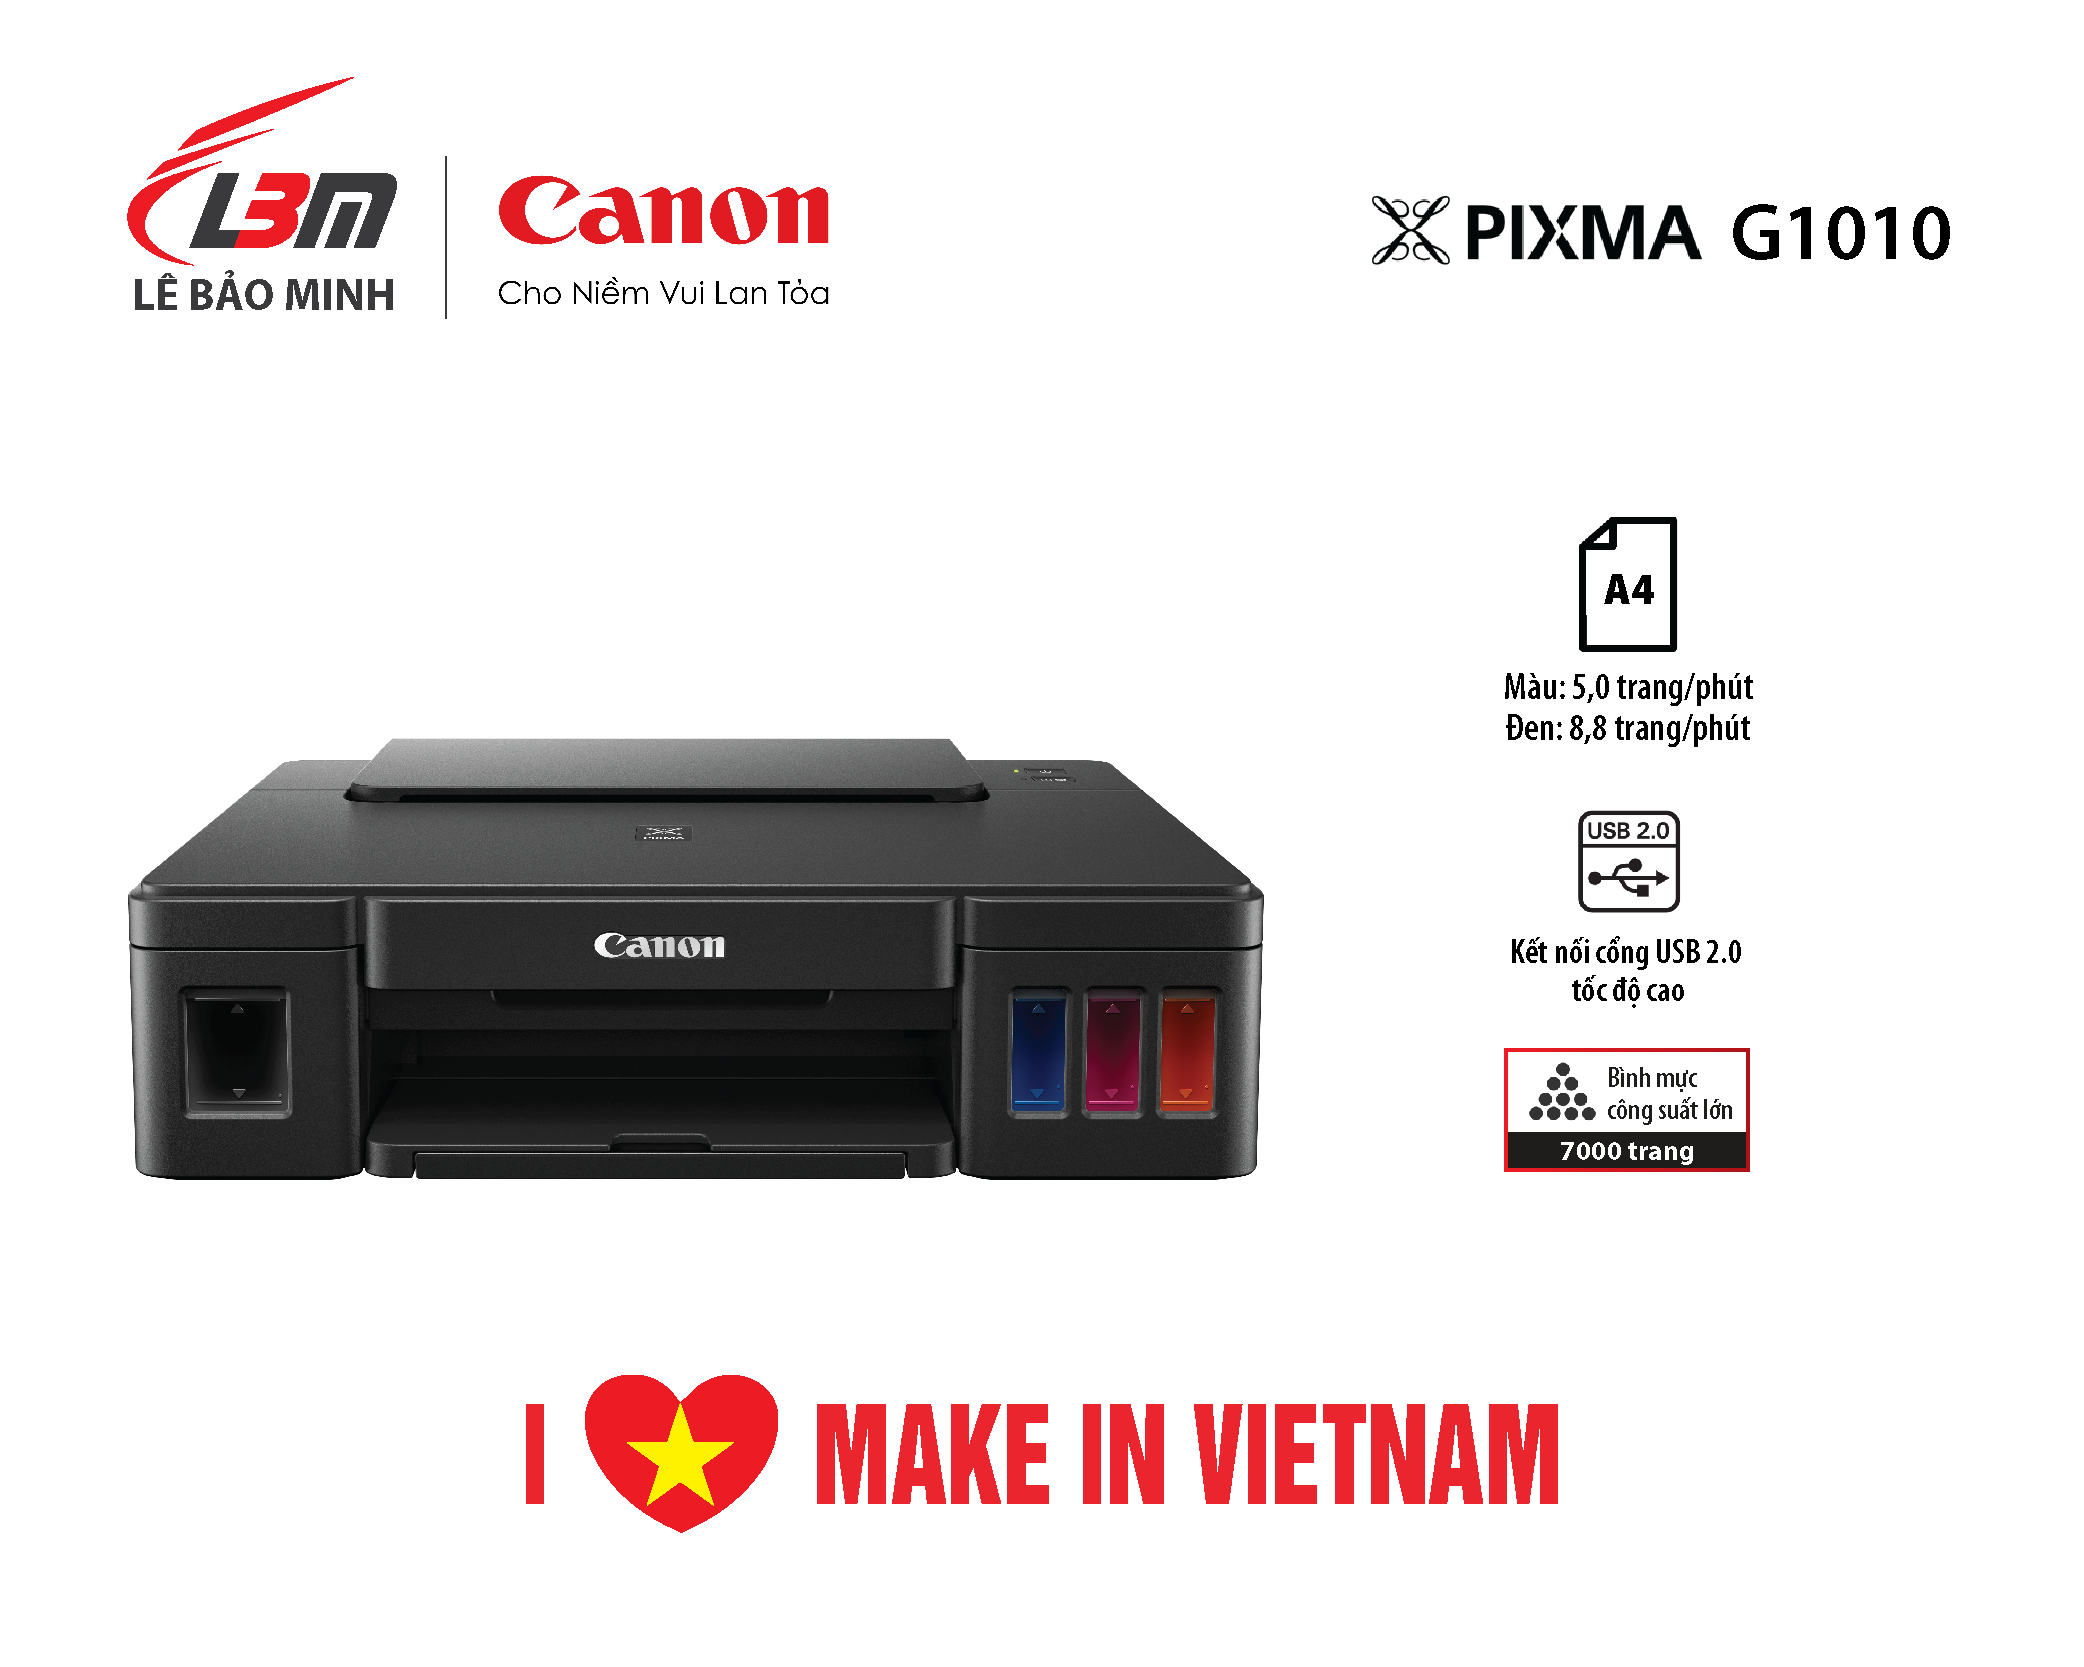 LBM
LÊ BẢO MINH
Canon
Cho Niềm Vui Lan Tỏa
PIXMA G1010
A4
Màu: 5,0 trang/phút
Đen: 8,8 trang/phút
USB 2.0
Kết nối cổng USB 2.0
tốc độ cao
Bình mực
công suất lớn
7000 trang
PIXMA
Canon
I MAKE IN VIETNAM